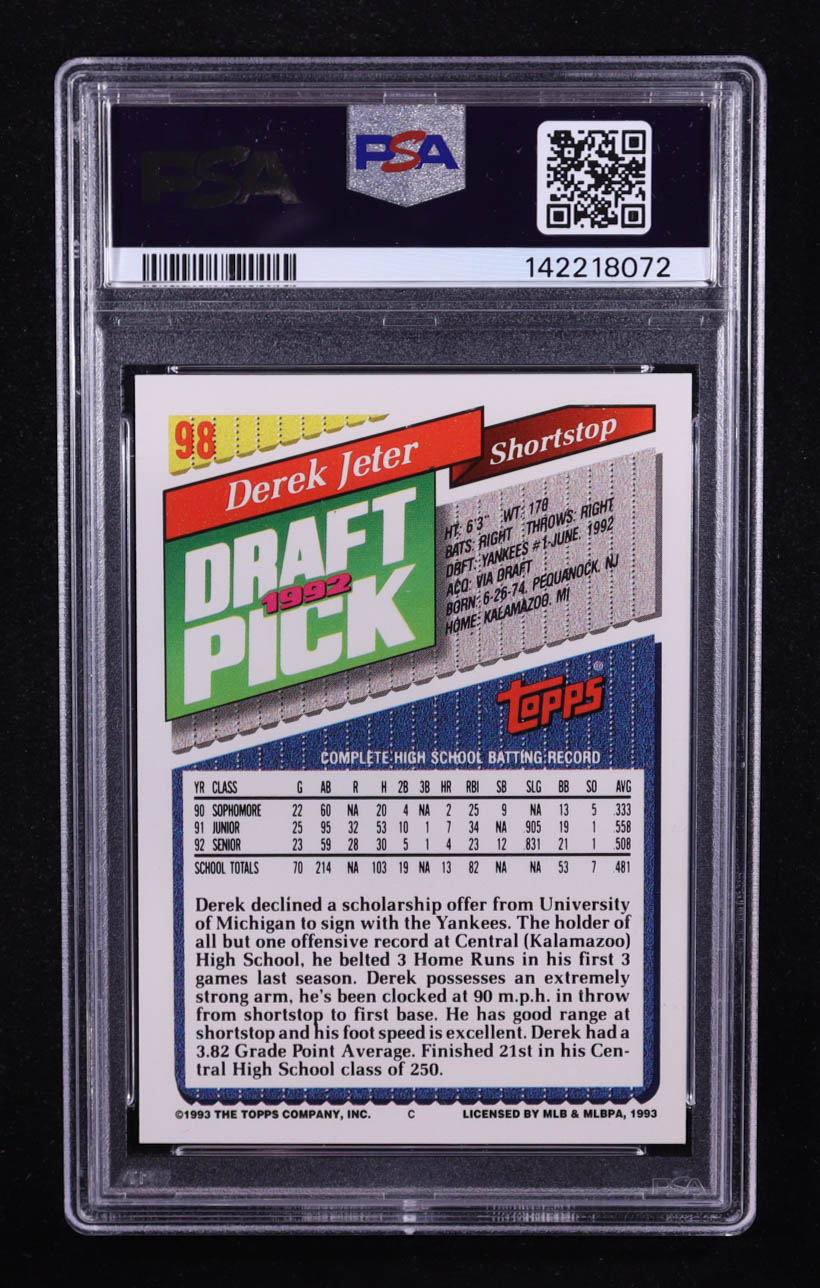 PSA
PSA
142218072
98
Derek Jeter
Shortstop
DRAFT
1992
PICK
HT: 6'3" WT: 170
BATS: RIGHT THROWS: RIGHT
DRFT: YANKEES #1-JUNE, 1992
ACQ: VIA DRAFT
BORN: 6-26-74, PEQUANOCK, NJ
HOME: KALAMAZOO, MI
TOPPS®
COMPLETE HIGH SCHOOL BATTING RECORD
YR CLASS G AB R H 2B 3B HR RBI SB SLG BB SO AVG
90 SOPHOMORE 22 60 NA 20 4 NA 2 25 9 NA 13 5 .333
91 JUNIOR 25 95 32 53 10 1 7 34 NA .905 19 1 .558
92 SENIOR 23 59 28 30 5 1 4 23 12 .831 21 1 .508
SCHOOL TOTALS 70 214 NA 103 19 NA 13 82 NA NA 53 7 .481
Derek declined a scholarship offer from University
of Michigan to sign with the Yankees. The holder of
all but one offensive record at Central (Kalamazoo)
High School, he belted 3 Home Runs in his first 3
games last season. Derek possesses an extremely
strong arm, he's been clocked at 90 m.p.h. in throw
from shortstop to first base. He has good range at
shortstop and his foot speed is excellent. Derek had a
3.82 Grade Point Average. Finished 21st in his Cen-
tral High School class of 250.
©1993 THE TOPPS COMPANY, INC. C LICENSED BY MLB & MLBPA, 1993
PSA